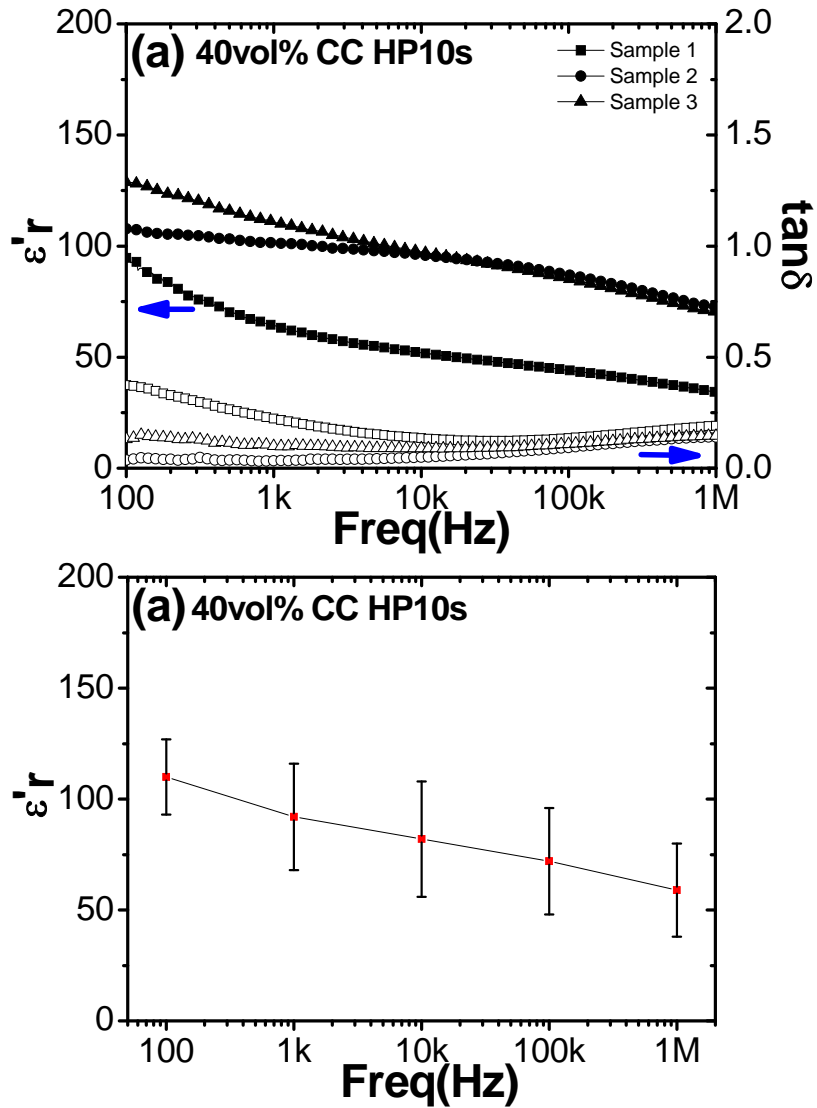 (a) 40vol% CC HP10s
Sample 1
Sample 2
Sample 3
200
150
100
50
0
ε'r
2.0
1.5
1.0
0.5
0.0
tanδ
100 1k 10k 100k 1M
Freq(Hz)
(a) 40vol% CC HP10s
200
150
100
50
0
ε'r
100 1k 10k 100k 1M
Freq(Hz)